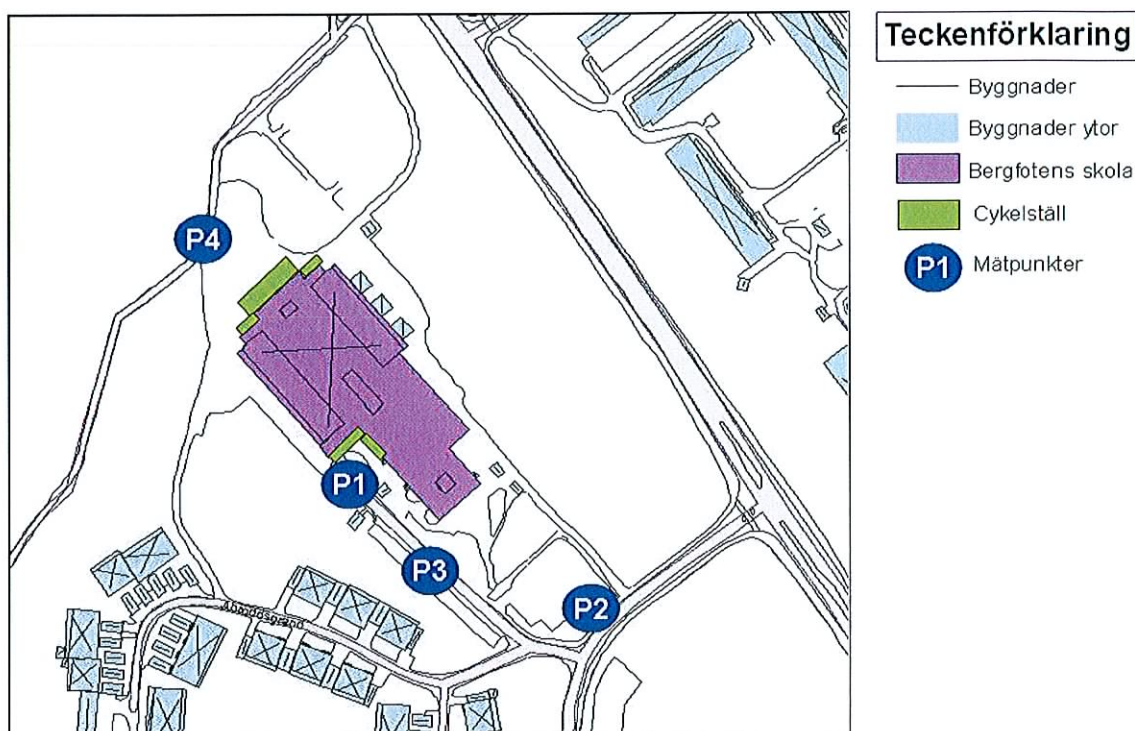 Teckenförklaring
Byggnader
Byggnader ytor
Bergfotens skola
Cykelställ
P1 Mätpunkter
P4
P1
P3
P2